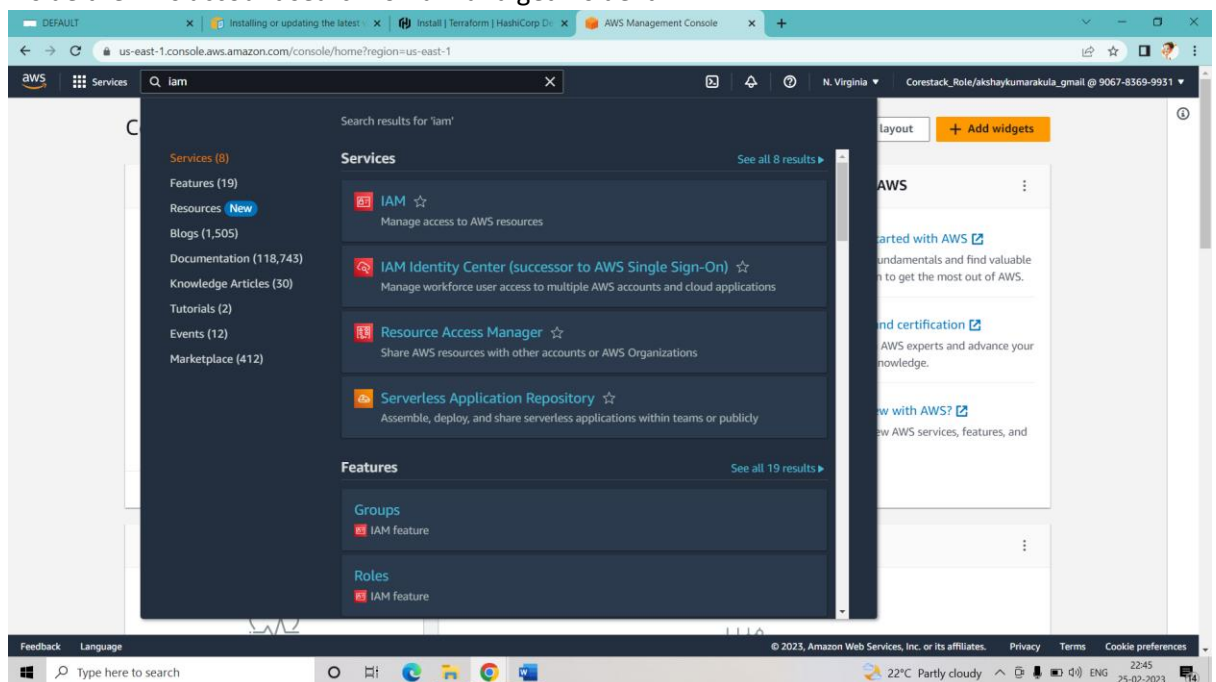 DEFAULT
Installing or updating the latest
Install | Terraform | HashiCorp De
AWS Management Console
us-east-1.console.aws.amazon.com/console/home?region=us-east-1
aws
Services
iam
N. Virginia
Corestack_Role/akshaykumarakula_gmail @ 9067-8369-9931
Search results for 'iam'
layout
+ Add widgets
Services (8)
Features (19)
Resources New
Blogs (1,505)
Documentation (118,743)
Knowledge Articles (30)
Tutorials (2)
Events (12)
Marketplace (412)
Services
See all 8 results
IAM
Manage access to AWS resources
IAM Identity Center (successor to AWS Single Sign-On)
Manage workforce user access to multiple AWS accounts and cloud applications
Resource Access Manager
Share AWS resources with other accounts or AWS Organizations
Serverless Application Repository
Assemble, deploy, and share serverless applications within teams or publicly
Features
See all 19 results
Groups
IAM feature
Roles
IAM feature
AWS
arted with AWS
undamentals and find valuable
n to get the most out of AWS.
nd certification
AWS experts and advance your
nowledge.
ew with AWS?
ew AWS services, features, and
Feedback Language
© 2023, Amazon Web Services, Inc. or its affiliates. Privacy Terms Cookie preferences
Type here to search
22°C Partly cloudy
ENG
22:45
25-02-2023